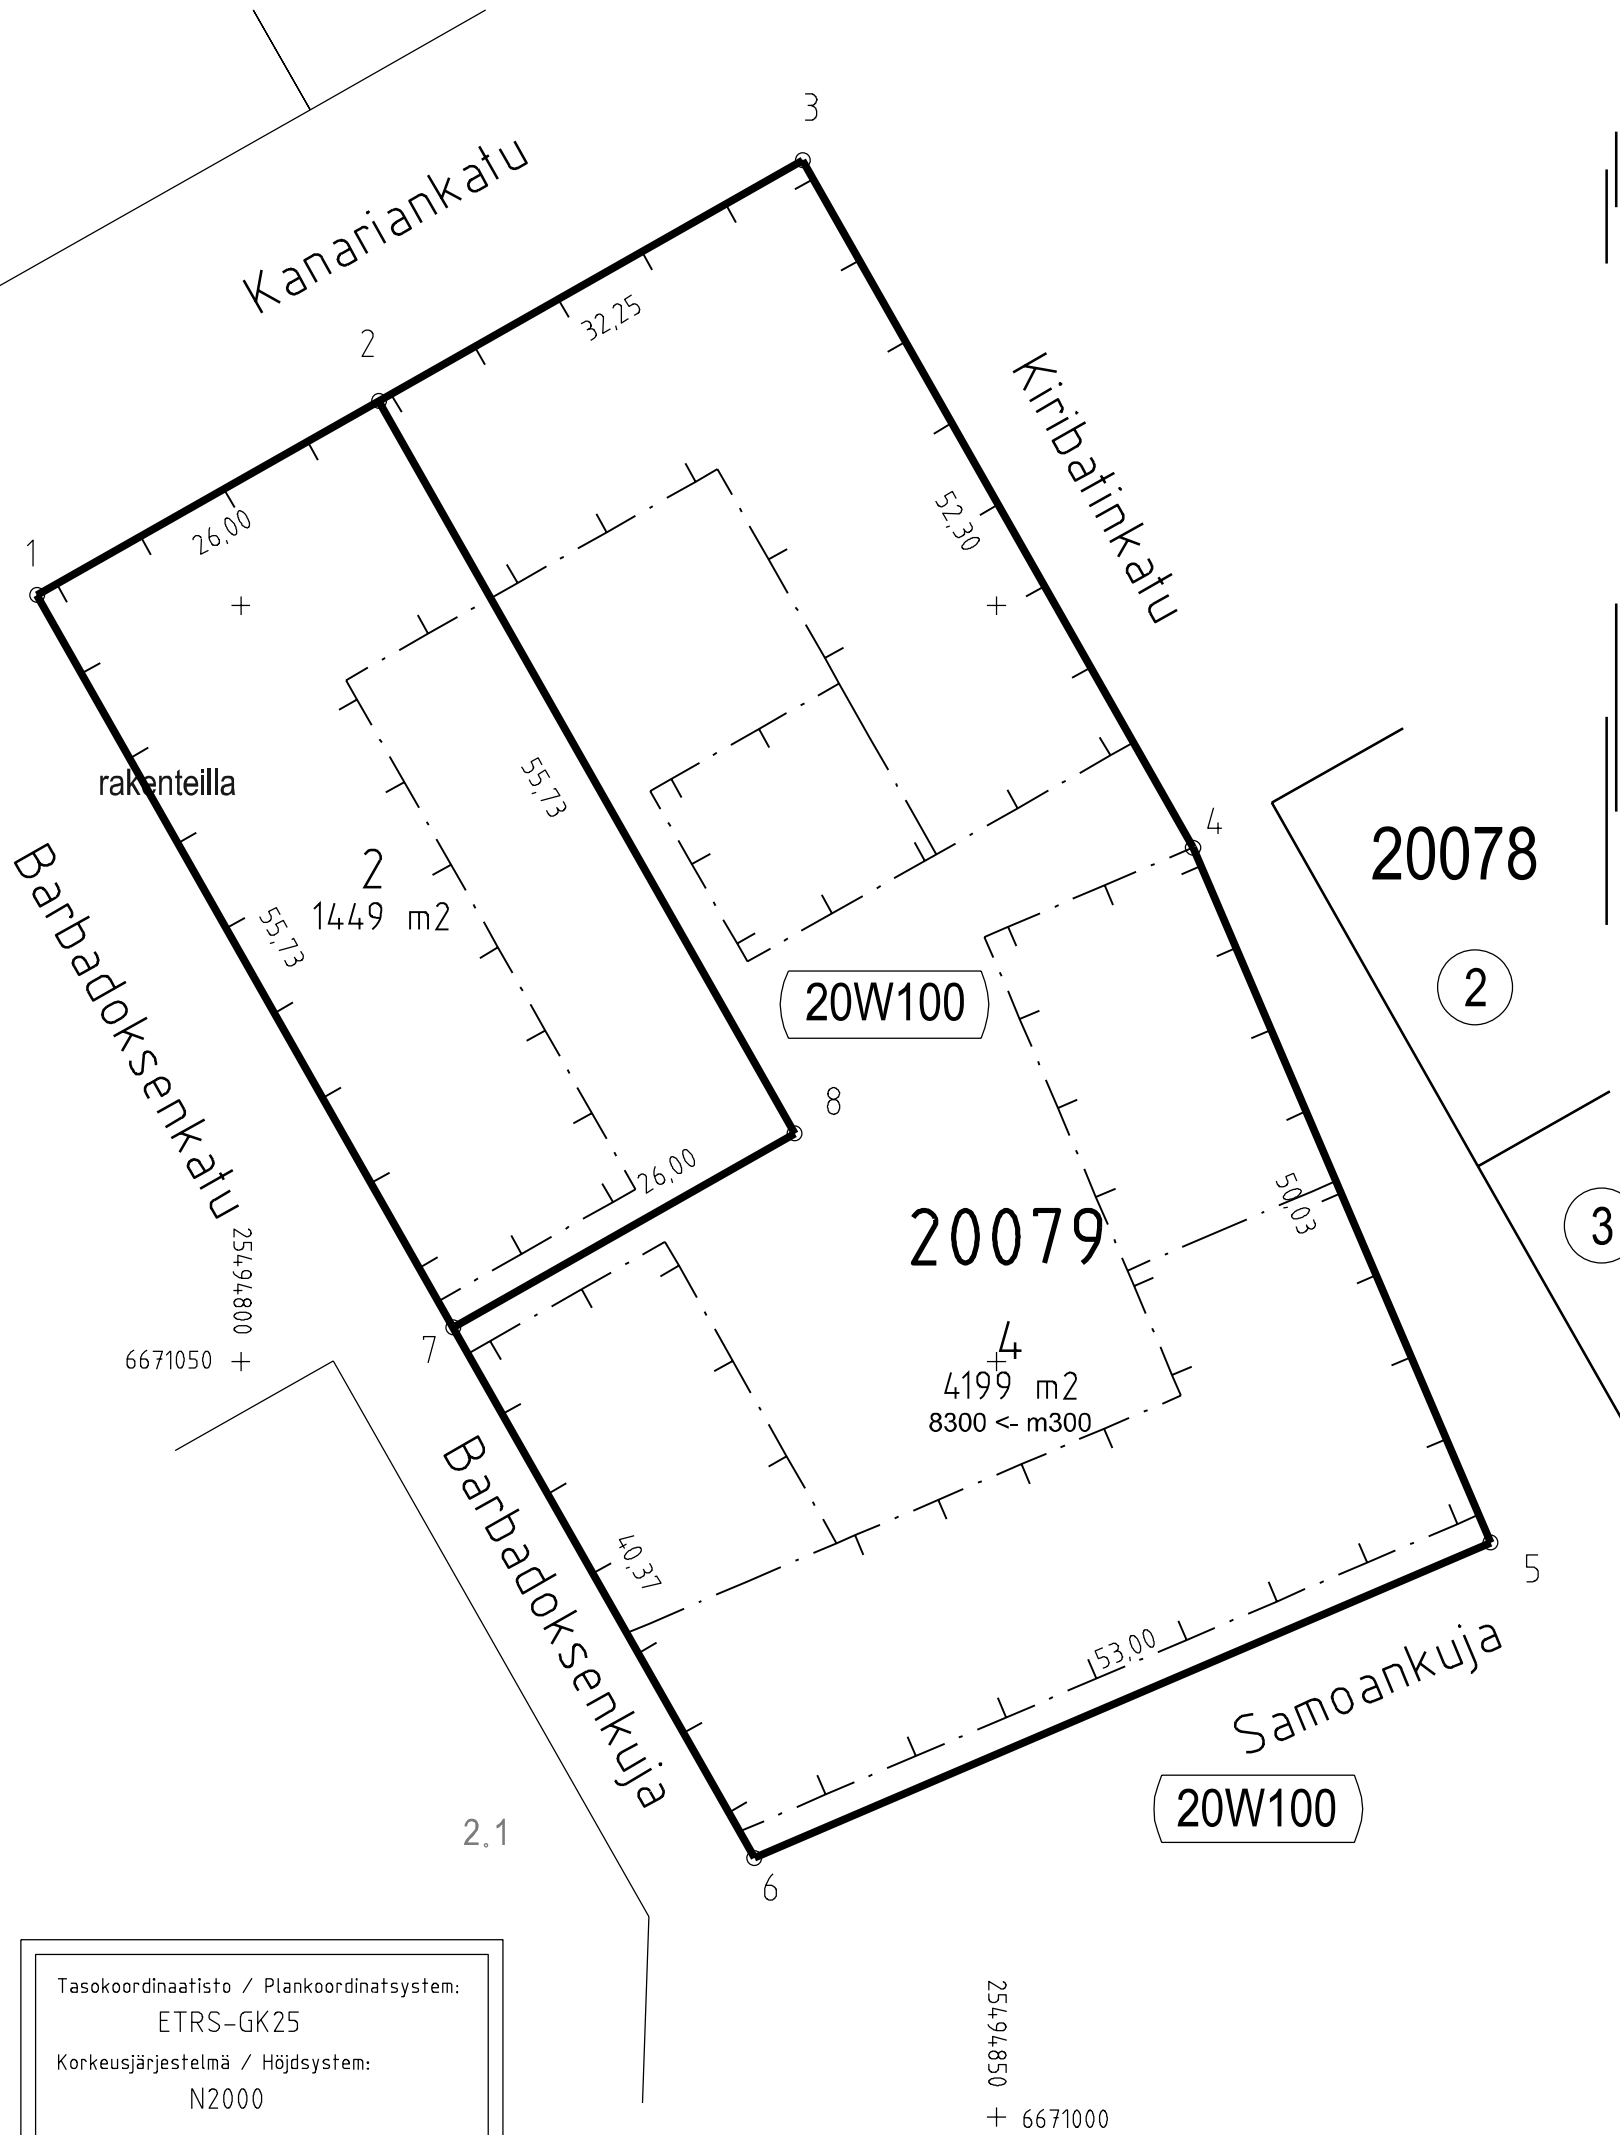 3
Kanariankatu
32,25
2
Kiribatinkatu
52,30
26,00
1
rakenteilla
55,73
4
20078
2
1449 m2
55,73
Barbadoksenkatu
20W100
2
8
26,00
20079
50,03
3
25494800
7
6671050
4
4199 m2
8300 <- m300
Barbadoksenkuja
40,37
5
53,00
Samoankuja
20W100
2.1
6
Tasokoordinaatisto / Plankoordinatsystem:
ETRS-GK25
Korkeusjärjestelmä / Höjdsystem:
N2000
25494850
6671000